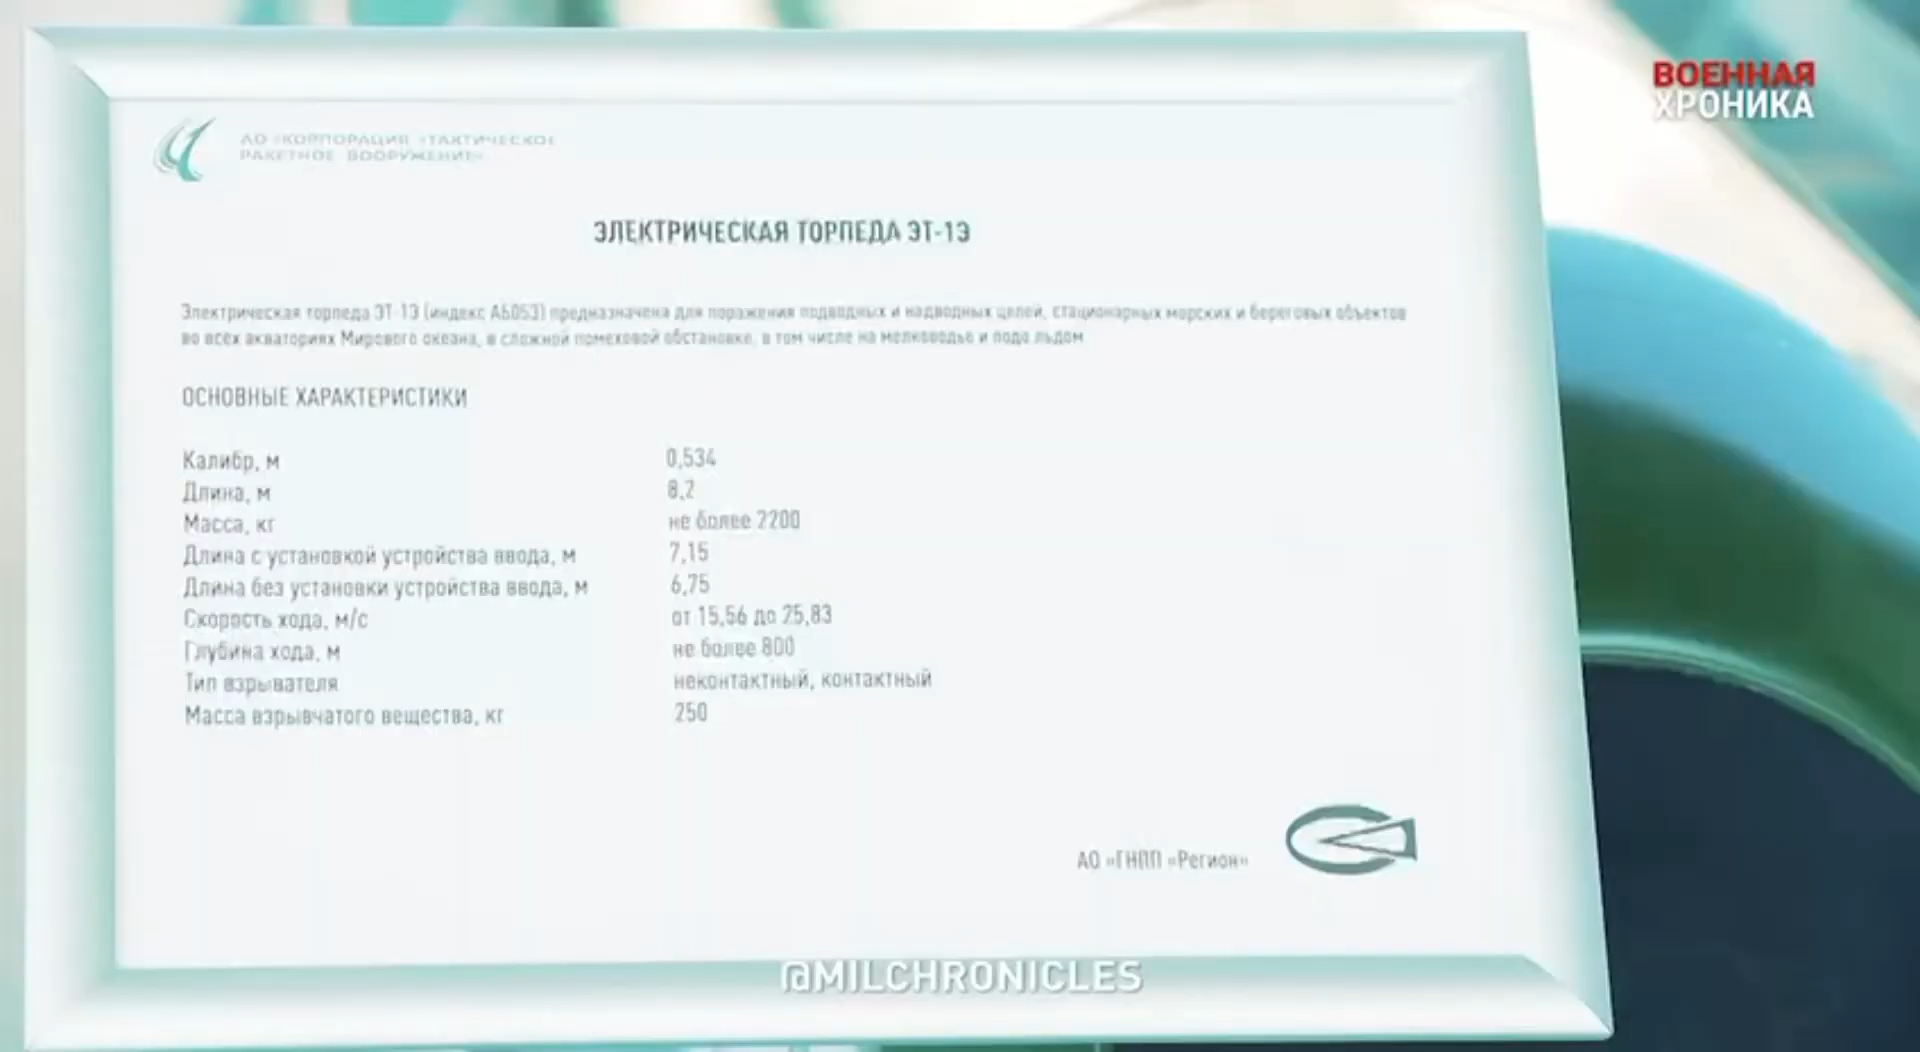 ВОЕННАЯ
ХРОНИКА
АО «КОРПОРАЦИЯ «ТАКТИЧЕСКОЕ
РАКЕТНОЕ ВООРУЖЕНИЕ»
ЭЛЕКТРИЧЕСКАЯ ТОРПЕДА ЭТ-1Э
Электрическая торпеда ЭТ-1Э (индекс АБ053) предназначена для поражения подводных и надводных целей, стационарных морских и береговых объектов
во всех акваториях Мирового океана, в сложной помеховой обстановке, в том числе на мелководье и подо льдом
ОСНОВНЫЕ ХАРАКТЕРИСТИКИ
Калибр, м 0,534
Длина, м 8,2
Масса, кг не более 2200
Длина с установкой устройства ввода, м 7,15
Длина без установки устройства ввода, м 6,75
Скорость хода, м/с от 15,56 до 25,83
Глубина хода, м не более 800
Тип взрывателя неконтактный, контактный
Масса взрывчатого вещества, кг 250
АО «ГНПП «Регион»
@MILCHRONICLES